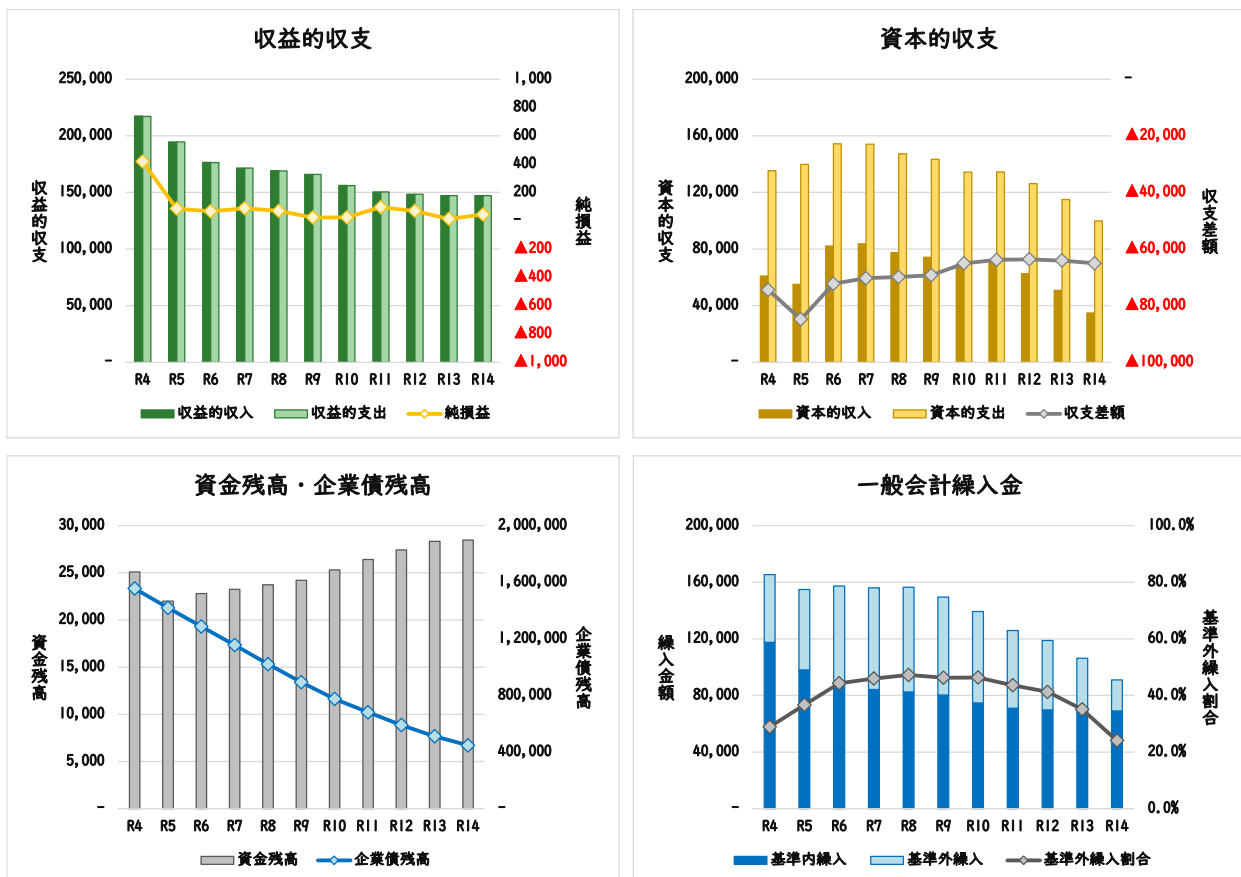 収益的収支
250,000
200,000
150,000
100,000
50,000
-
収益的収支
1,000
800
600
400
200
-
▲200
▲400
▲600
▲800
▲1,000
純損益
R4 R5 R6 R7 R8 R9 R10 R11 R12 R13 R14
収益的収入 収益的支出 純損益
資本的収支
200,000
160,000
120,000
80,000
40,000
-
資本的収支
-
▲20,000
▲40,000
▲60,000
▲80,000
▲100,000
収支差額
R4 R5 R6 R7 R8 R9 R10 R11 R12 R13 R14
資本的収入 資本的支出 収支差額
資金残高・企業債残高
30,000
25,000
20,000
15,000
10,000
5,000
-
資金残高
2,000,000
1,600,000
1,200,000
800,000
400,000
-
企業債残高
R4 R5 R6 R7 R8 R9 R10 R11 R12 R13 R14
資金残高 企業債残高
一般会計繰入金
200,000
160,000
120,000
80,000
40,000
-
繰入金額
100.0%
80.0%
60.0%
40.0%
20.0%
0.0%
基準外繰入割合
R4 R5 R6 R7 R8 R9 R10 R11 R12 R13 R14
基準内繰入 基準外繰入 基準外繰入割合